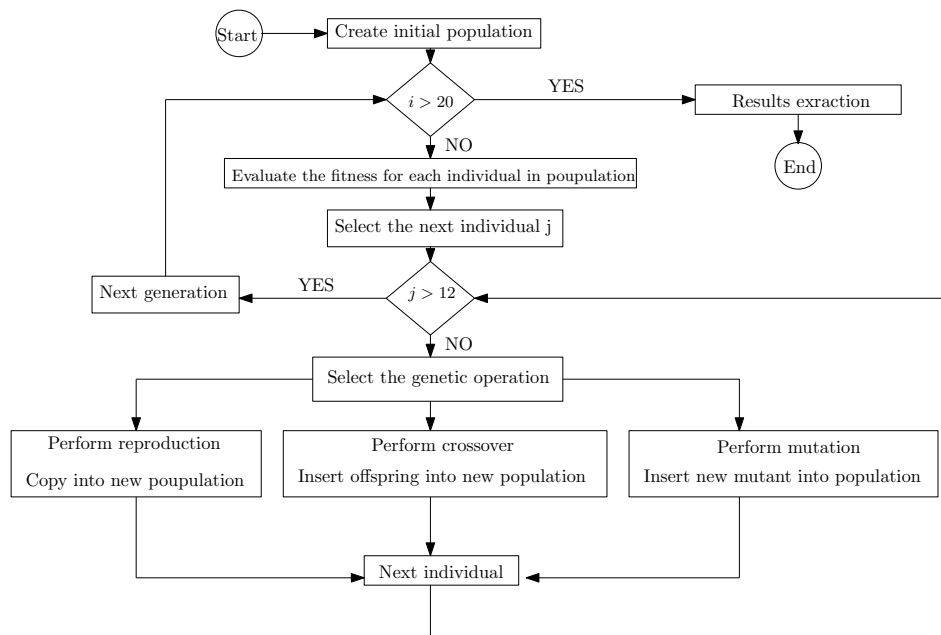 Start
Create initial population
i > 20
YES
Results exraction
End
NO
Evaluate the fitness for each individual in poupulation
Select the next individual j
j > 12
YES
Next generation
NO
Select the genetic operation
Perform reproduction
Copy into new poupulation
Perform crossover
Insert offspring into new population
Perform mutation
Insert new mutant into population
Next individual